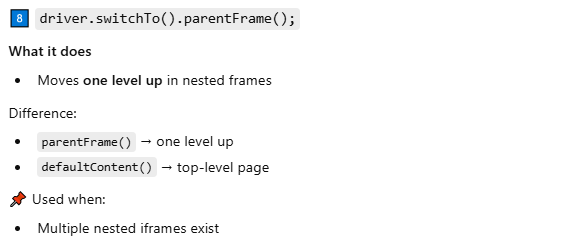 8 driver.switchTo().parentFrame();
What it does
• Moves one level up in nested frames
Difference:
• parentFrame() → one level up
• defaultContent() → top-level page
📌 Used when:
• Multiple nested iframes exist